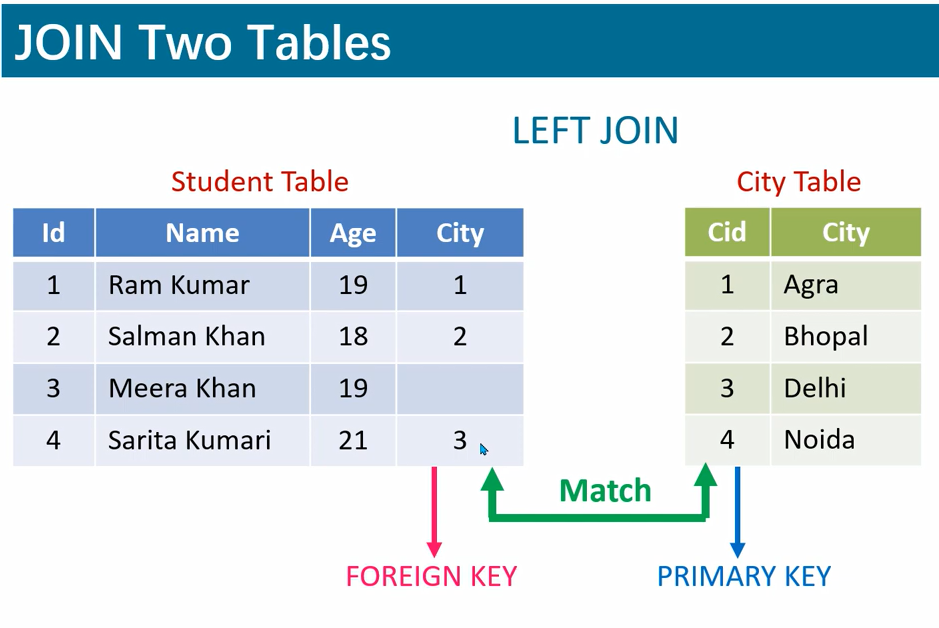 JOIN Two Tables
LEFT JOIN
Student Table
Id Name Age City
1 Ram Kumar 19 1
2 Salman Khan 18 2
3 Meera Khan 19
4 Sarita Kumari 21 3
City Table
Cid City
1 Agra
2 Bhopal
3 Delhi
4 Noida
Match
FOREIGN KEY
PRIMARY KEY